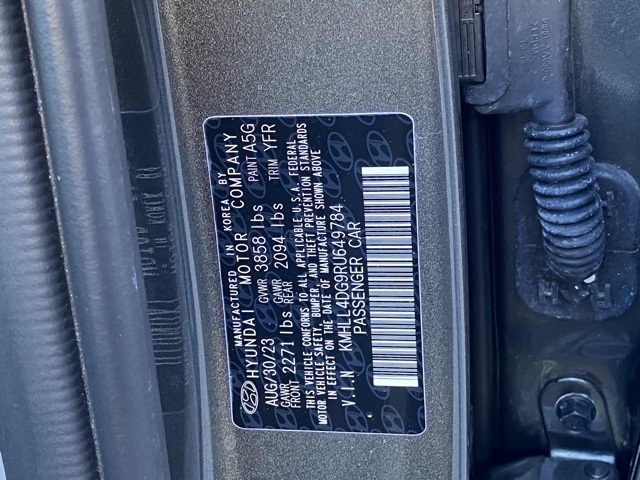 MANUFACTURED IN KOREA BY
HYUNDAI MOTOR COMPANY
AUG/30/23 GVWR 3858 lbs PAINT A5G
GAWR FRONT 2271 lbs GAWR REAR 2094 lbs TRIM YFR
THIS VEHICLE CONFORMS TO ALL APPLICABLE U.S.A. FEDERAL
MOTOR VEHICLE SAFETY, BUMPER, AND THEFT PREVENTION STANDARDS
IN EFFECT ON THE DATE OF MANUFACTURE SHOWN ABOVE
V.I.N KMHLL4DG9RU649784
PASSENGER CAR